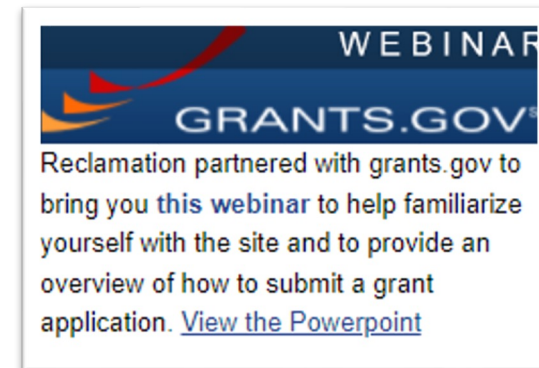 WEBINAR
GRANTS.GOV
Reclamation partnered with grants.gov to
bring you this webinar to help familiarize
yourself with the site and to provide an
overview of how to submit a grant
application. View the Powerpoint